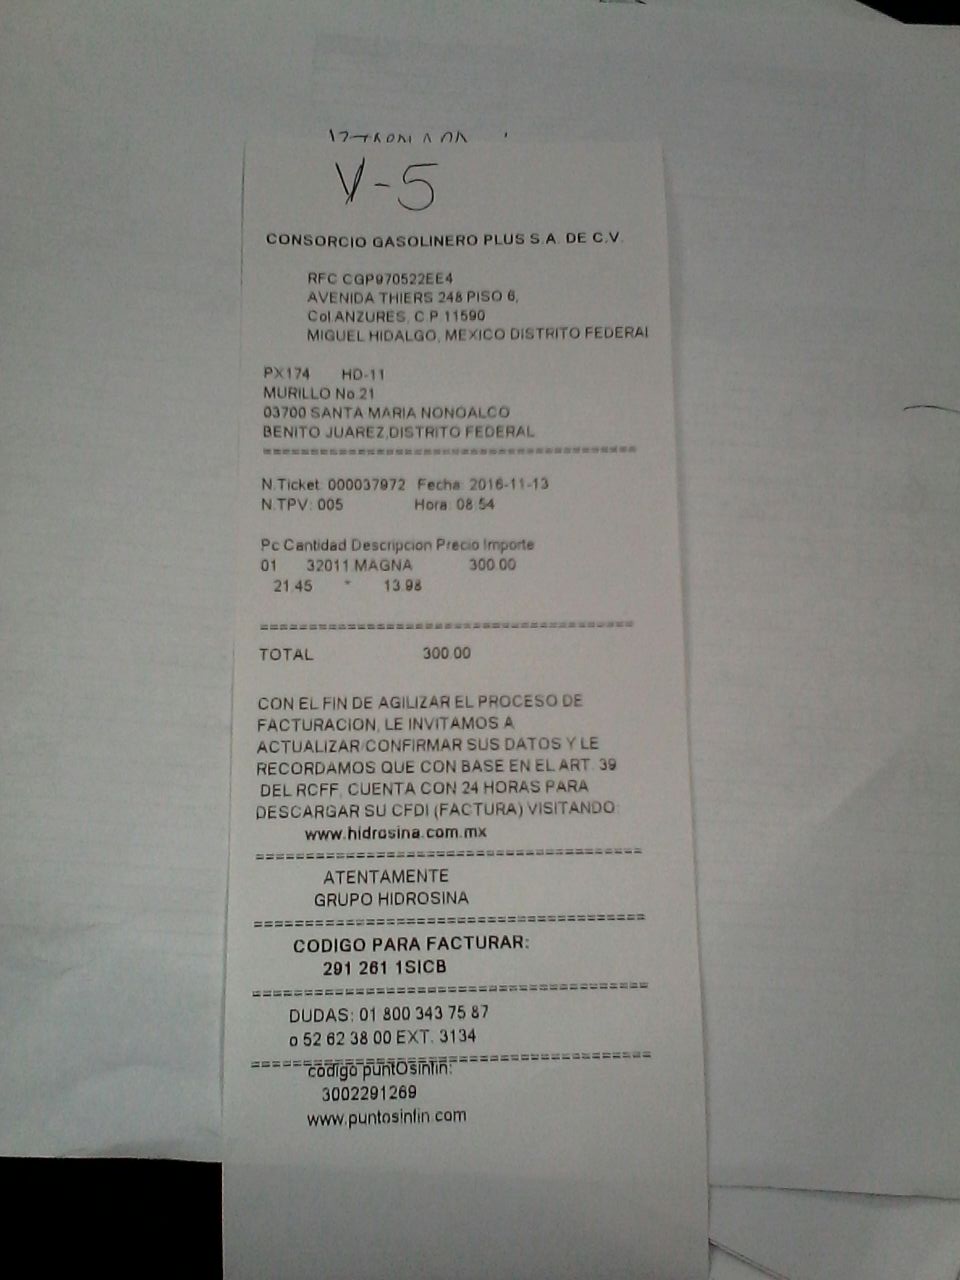 V-5
CONSORCIO GASOLINERO PLUS S.A. DE C.V.
RFC CGP970522EE4
AVENIDA THIERS 248 PISO 6,
Col.ANZURES, C.P.11590
MIGUEL HIDALGO, MEXICO DISTRITO FEDERAL
PX174 HD-11
MURILLO No.21
03700 SANTA MARIA NONOALCO
BENITO JUAREZ,DISTRITO FEDERAL
N.Ticket: 000037972 Fecha: 2016-11-13
N.TPV: 005 Hora: 08:54
Pc Cantidad Descripcion Precio Importe
01 32011 MAGNA 300.00
21.45 * 13.98
TOTAL 300.00
CON EL FIN DE AGILIZAR EL PROCESO DE
FACTURACION, LE INVITAMOS A
ACTUALIZAR/CONFIRMAR SUS DATOS Y LE
RECORDAMOS QUE CON BASE EN EL ART. 39
DEL RCFF, CUENTA CON 24 HORAS PARA
DESCARGAR SU CFDI (FACTURA) VISITANDO:
www.hidrosina.com.mx
ATENTAMENTE
GRUPO HIDROSINA
CODIGO PARA FACTURAR:
291 261 1SICB
DUDAS: 01 800 343 75 87
o 52 62 38 00 EXT. 3134
codigo puntOsinfin:
3002291269
www.puntosinfin.com